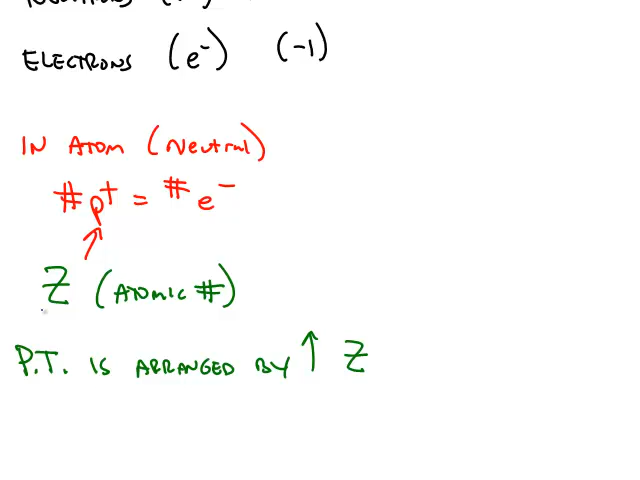 ELECTRONS (e⁻) (-1)
IN ATOM (Neutral)
# p⁺ = # e⁻
Z (ATOMIC #)
P.T. IS ARRANGED BY ↑ Z